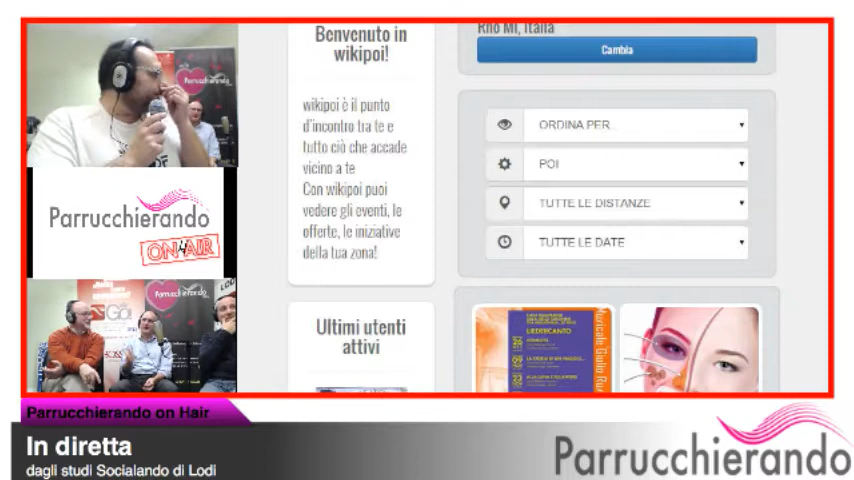 Benvenuto in
wikipoi!
wikipoi è il punto
d'incontro tra te e
tutto ciò che accade
vicino a te
Con wikipoi puoi
vedere gli eventi, le
offerte, le iniziative
della tua zona!
Ultimi utenti
attivi
Rho MI, Italia
Cambia
ORDINA PER
POI
TUTTE LE DISTANZE
TUTTE LE DATE
LIEDERCANTO
Parrucchierando
Parrucchierando
ON AIR
Parrucchierando
Parrucchierando on Hair
In diretta
dagli studi Socialando di Lodi
Parrucchierando